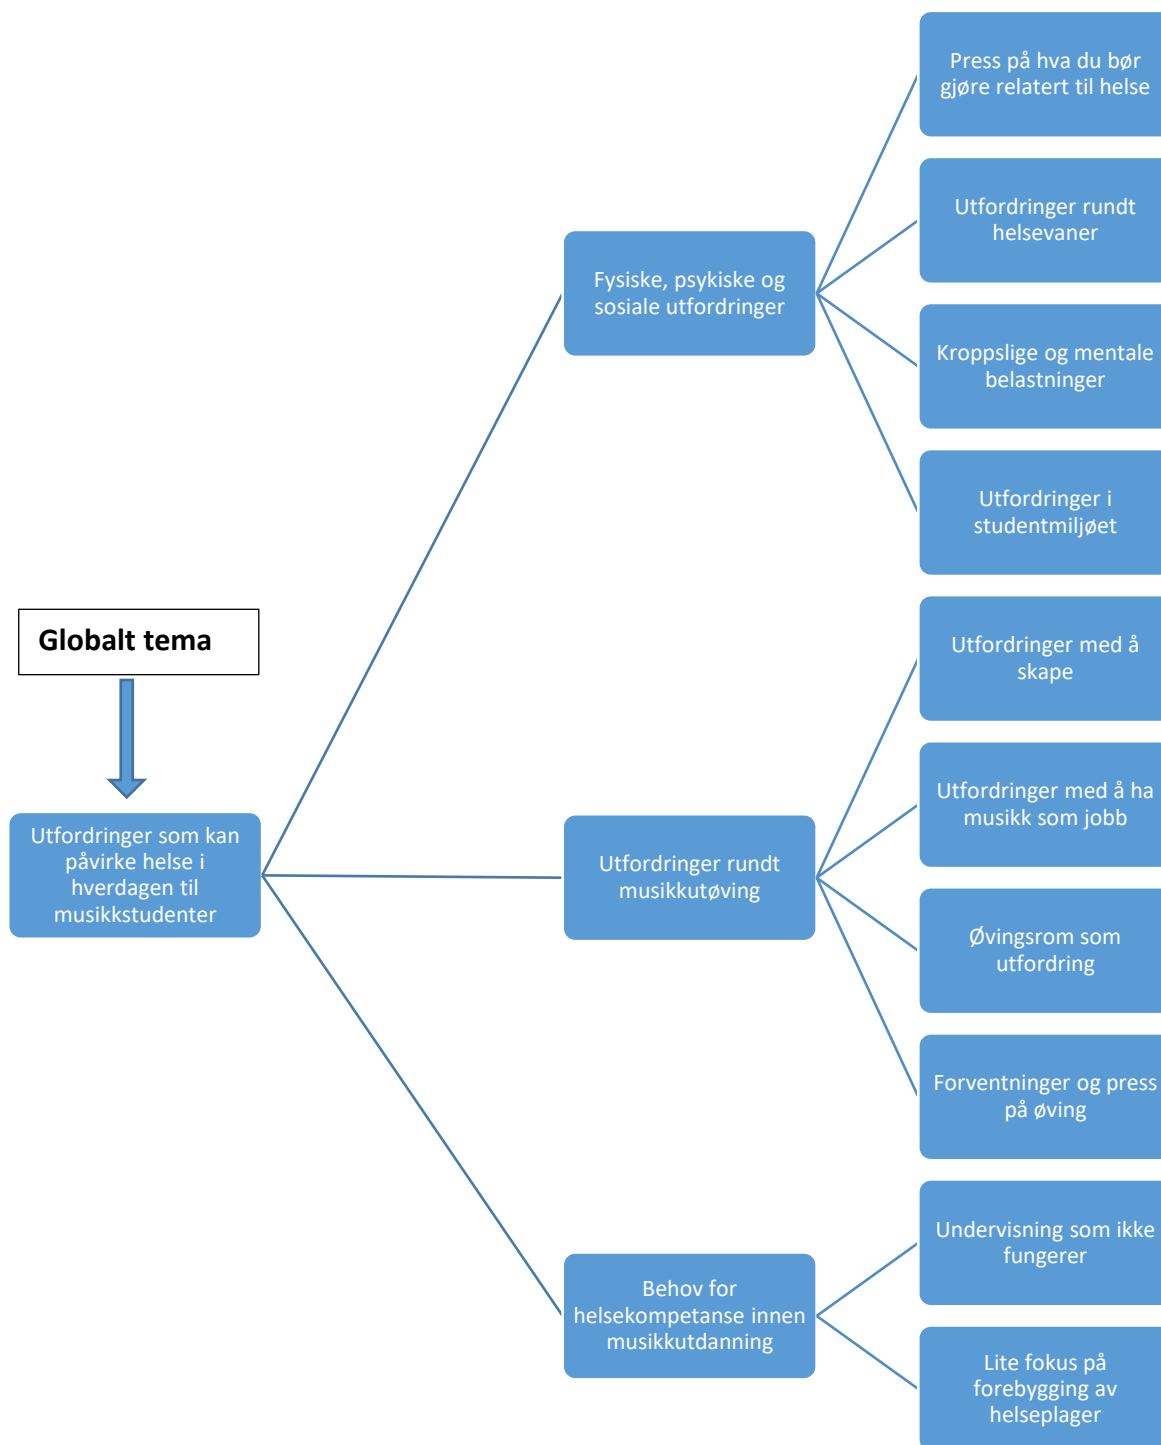 Press på hva du bør
gjøre relatert til helse
Utfordringer rundt
helsevaner
Fysiske, psykiske og
sosiale utfordringer
Kroppslige og mentale
belastninger
Utfordringer i
studentmiljøet
Globalt tema
Utfordringer med å
skape
Utfordringer med å ha
musikk som jobb
Utfordringer som kan
påvirke helse i
hverdagen til
musikkstudenter
Utfordringer rundt
musikkutøving
Øvingsrom som
utfordring
Forventninger og press
på øving
Undervisning som ikke
fungerer
Behov for
helsekompetanse innen
musikkutdanning
Lite fokus på
forebygging av
helseplager